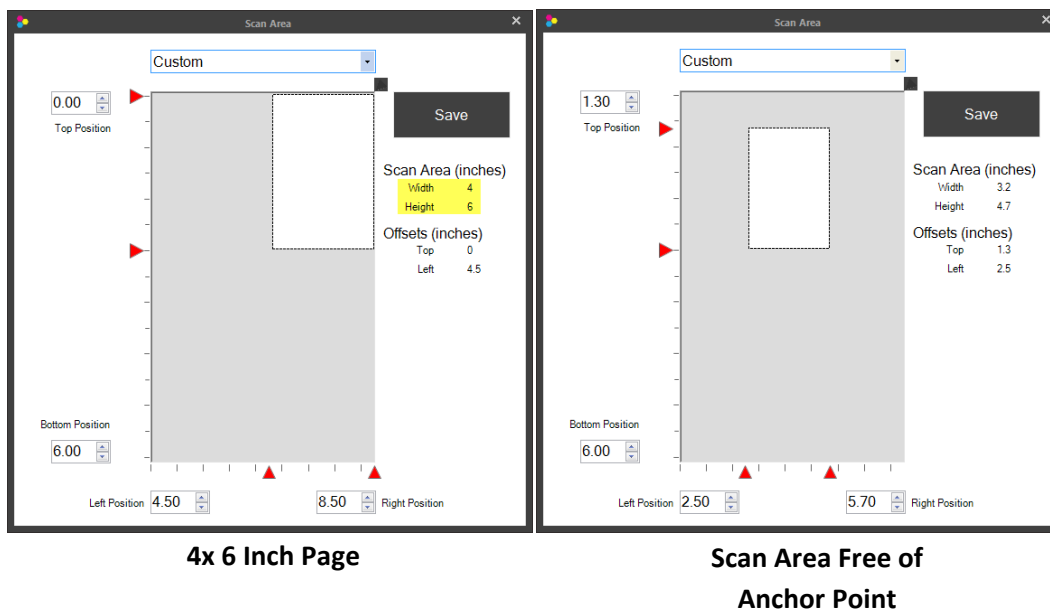 Scan Area
×
Custom
0.00
Top Position
Save
Scan Area (inches)
Width 4
Height 6
Offsets (inches)
Top 0
Left 4.5
Bottom Position
6.00
Left Position 4.50
8.50 Right Position
4x 6 Inch Page
Scan Area
×
Custom
1.30
Top Position
Save
Scan Area (inches)
Width 3.2
Height 4.7
Offsets (inches)
Top 1.3
Left 2.5
Bottom Position
6.00
Left Position 2.50
5.70 Right Position
Scan Area Free of
Anchor Point